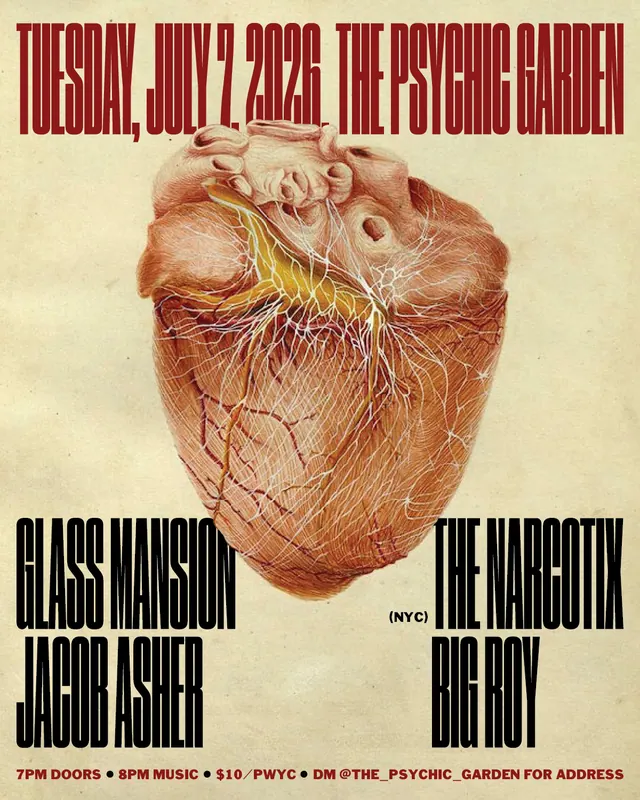 TUESDAY, JULY 7, 2026, THE PSYCHIC GARDEN
GLASS MANSION
JACOB ASHER
(NYC) THE NARCOTIX
BIG ROY
7PM DOORS • 8PM MUSIC • $10/PWYC • DM @THE_PSYCHIC_GARDEN FOR ADDRESS